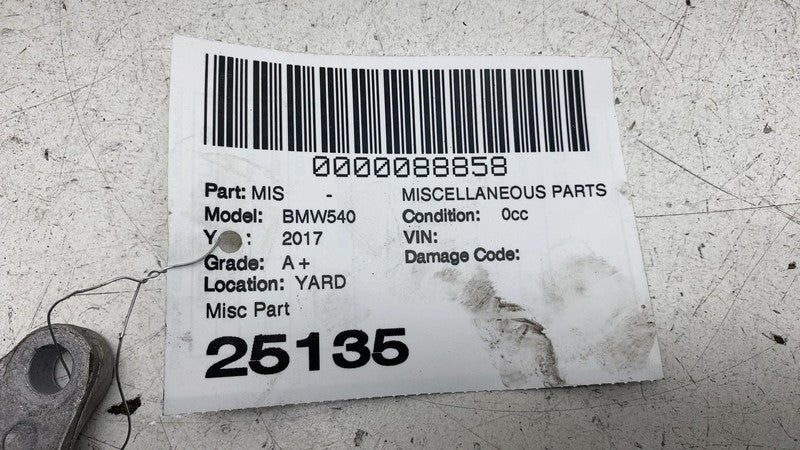 0000088858
Part: MIS - MISCELLANEOUS PARTS
Model: BMW540 Condition: 0cc
Y : 2017 VIN:
Grade: A+ Damage Code:
Location: YARD
Misc Part
25135